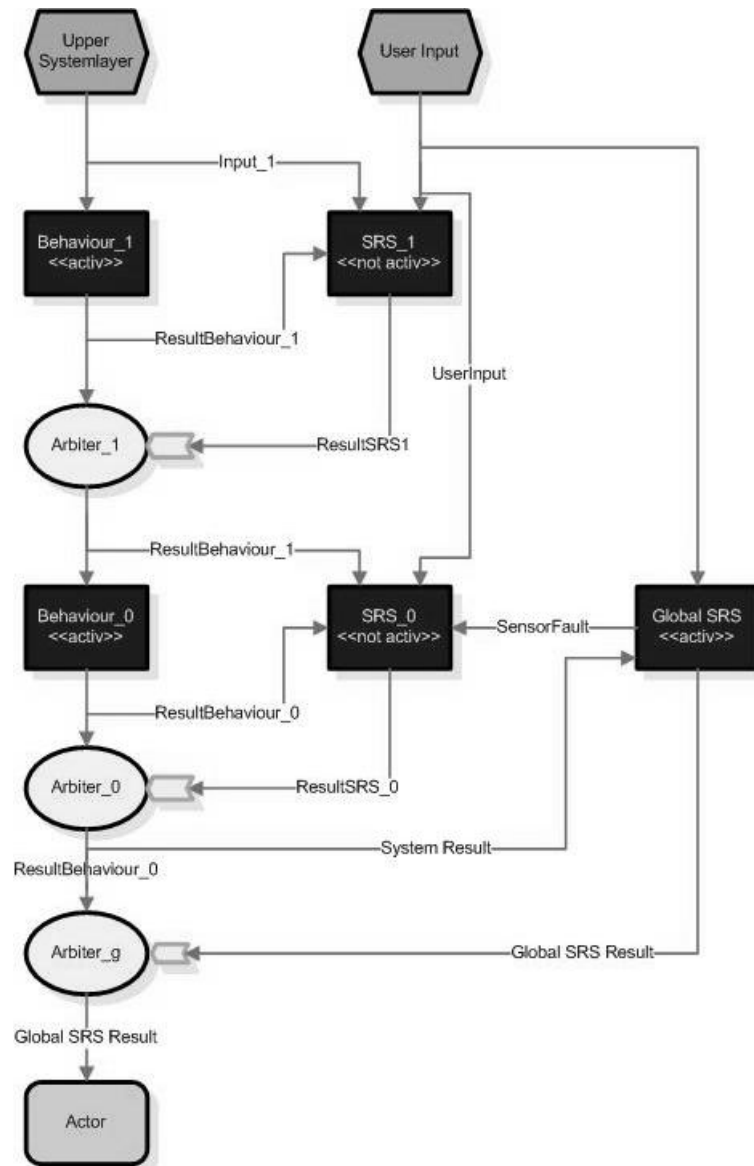 Upper
Systemlayer
User Input
Input_1
Behaviour_1
<<activ>>
SRS_1
<<not activ>>
ResultBehaviour_1
UserInput
Arbiter_1
ResultSRS1
ResultBehaviour_1
Behaviour_0
<<activ>>
SRS_0
<<not activ>>
SensorFault
Global SRS
<<activ>>
ResultBehaviour_0
Arbiter_0
ResultSRS_0
System Result
ResultBehaviour_0
Arbiter_g
Global SRS Result
Global SRS Result
Actor